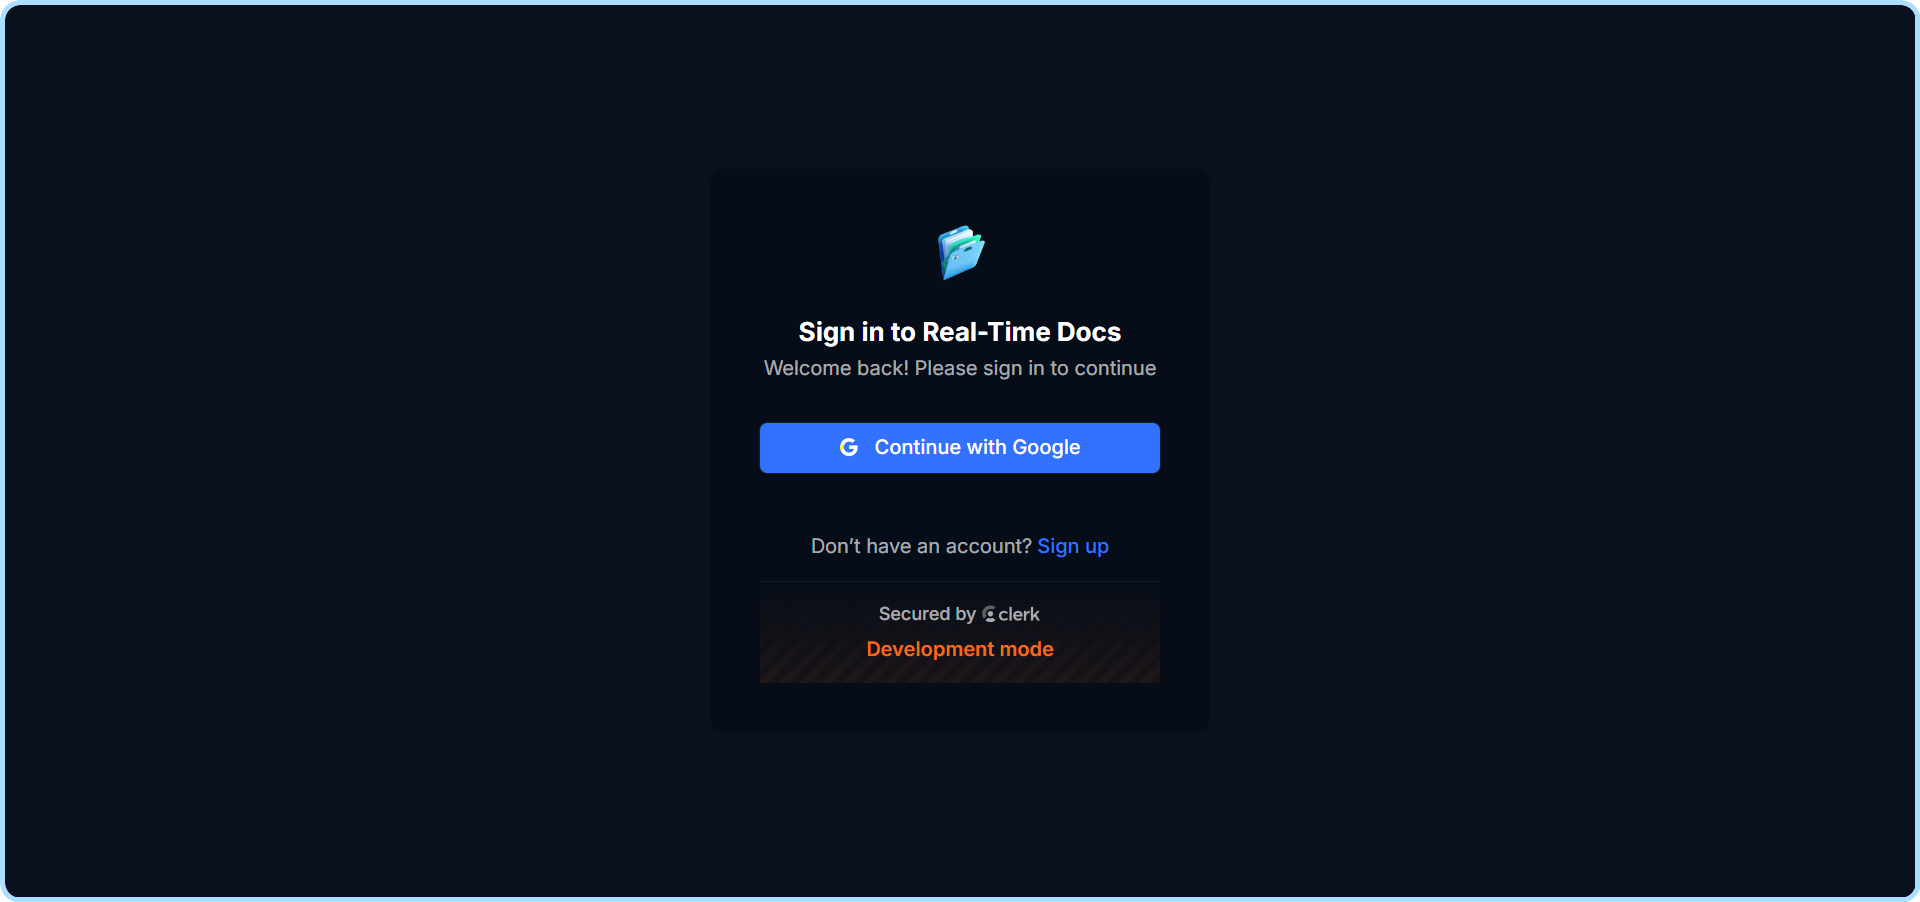 Sign in to Real-Time Docs
Welcome back! Please sign in to continue
Continue with Google
Don’t have an account? Sign up
Secured by clerk
Development mode